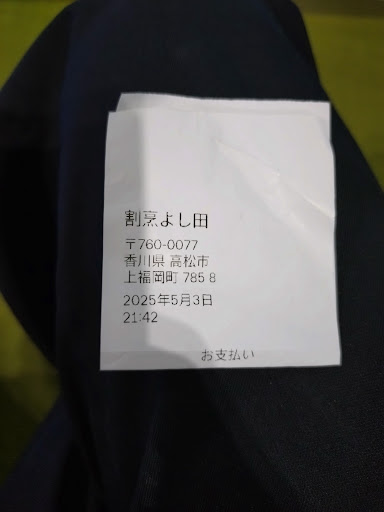 割烹よし田
〒760-0077
香川県 高松市
上福岡町 785 8
2025年5月3日
21:42
お支払い